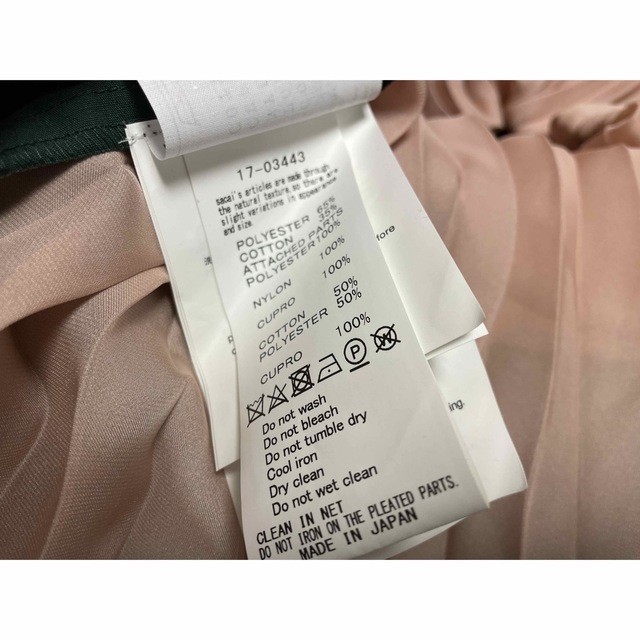 17-03443
sacai's articles are made through
the natural texture, so there are
slight variations in appearance
and size.
POLYESTER 65%
COTTON 35%
ATTACHED PARTS
POLYESTER 100%
NYLON 100%
CUPRO 100%
COTTON 50%
POLYESTER 50%
CUPRO 100%
P W
Do not wash
Do not bleach
Do not tumble dry
Cool iron
Dry clean
Do not wet clean
CLEAN IN NET
DO NOT IRON ON THE PLEATED PARTS.
MADE IN JAPAN